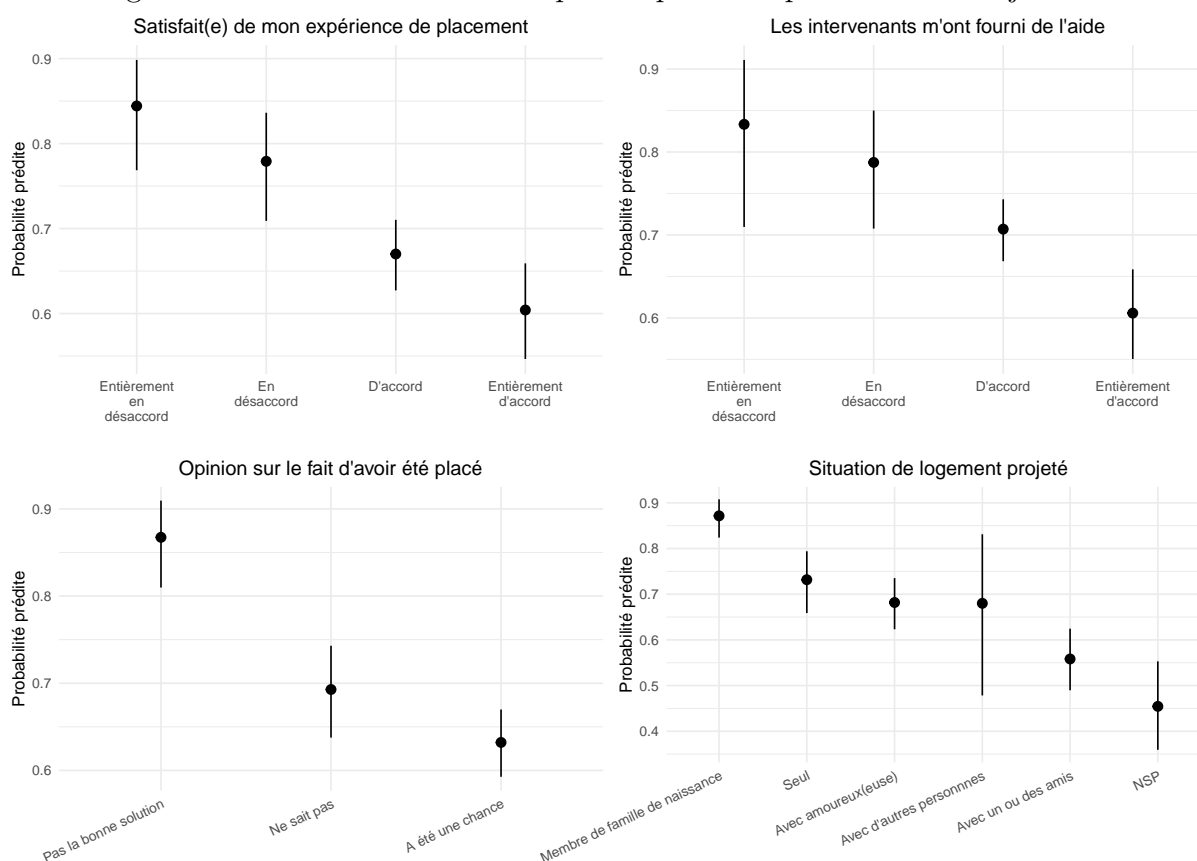 Satisfait(e) de mon expérience de placement
Probabilité prédite
0.9
0.8
0.7
0.6
Entièrement
en
désaccord
En
désaccord
D'accord
Entièrement
d'accord
Les intervenants m'ont fourni de l'aide
Probabilité prédite
0.9
0.8
0.7
0.6
Entièrement
en
désaccord
En
désaccord
D'accord
Entièrement
d'accord
Opinion sur le fait d'avoir été placé
Probabilité prédite
0.9
0.8
0.7
0.6
Pas la bonne solution
Ne sait pas
A été une chance
Situation de logement projeté
Probabilité prédite
0.9
0.8
0.7
0.6
0.5
0.4
Membre de famille de naissance
Seul
Avec amoureux(euse)
Avec d'autres personnnes
Avec un ou des amis
NSP